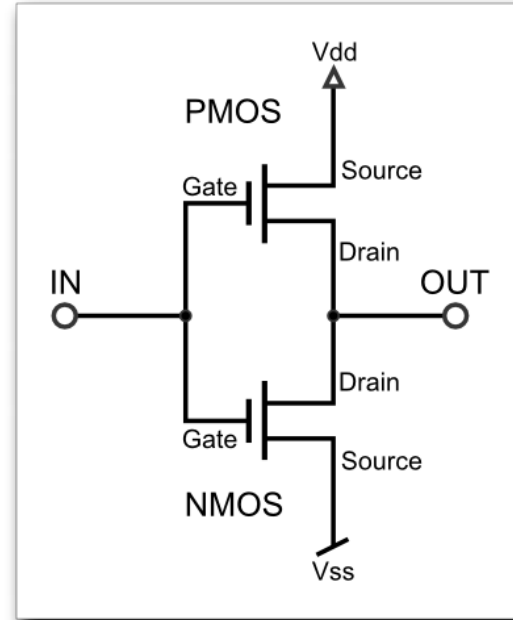 Vdd
PMOS
Source
Gate
Drain
IN
OUT
Drain
Gate
Source
NMOS
Vss